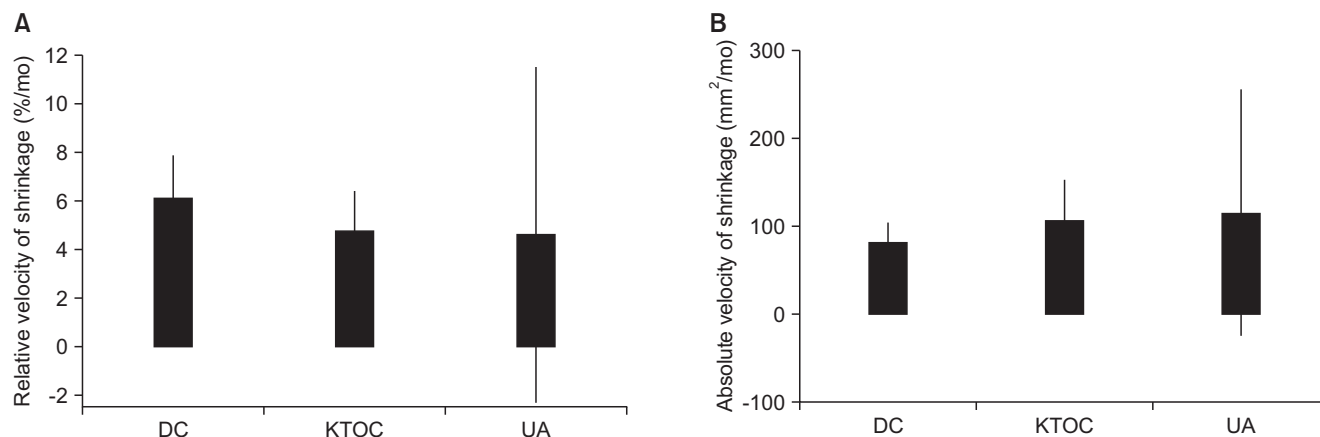 A
Relative velocity of shrinkage (%/mo)
12
10
8
6
4
2
0
-2
DC KTOC UA
B
Absolute velocity of shrinkage (mm²/mo)
300
200
100
0
-100
DC KTOC UA